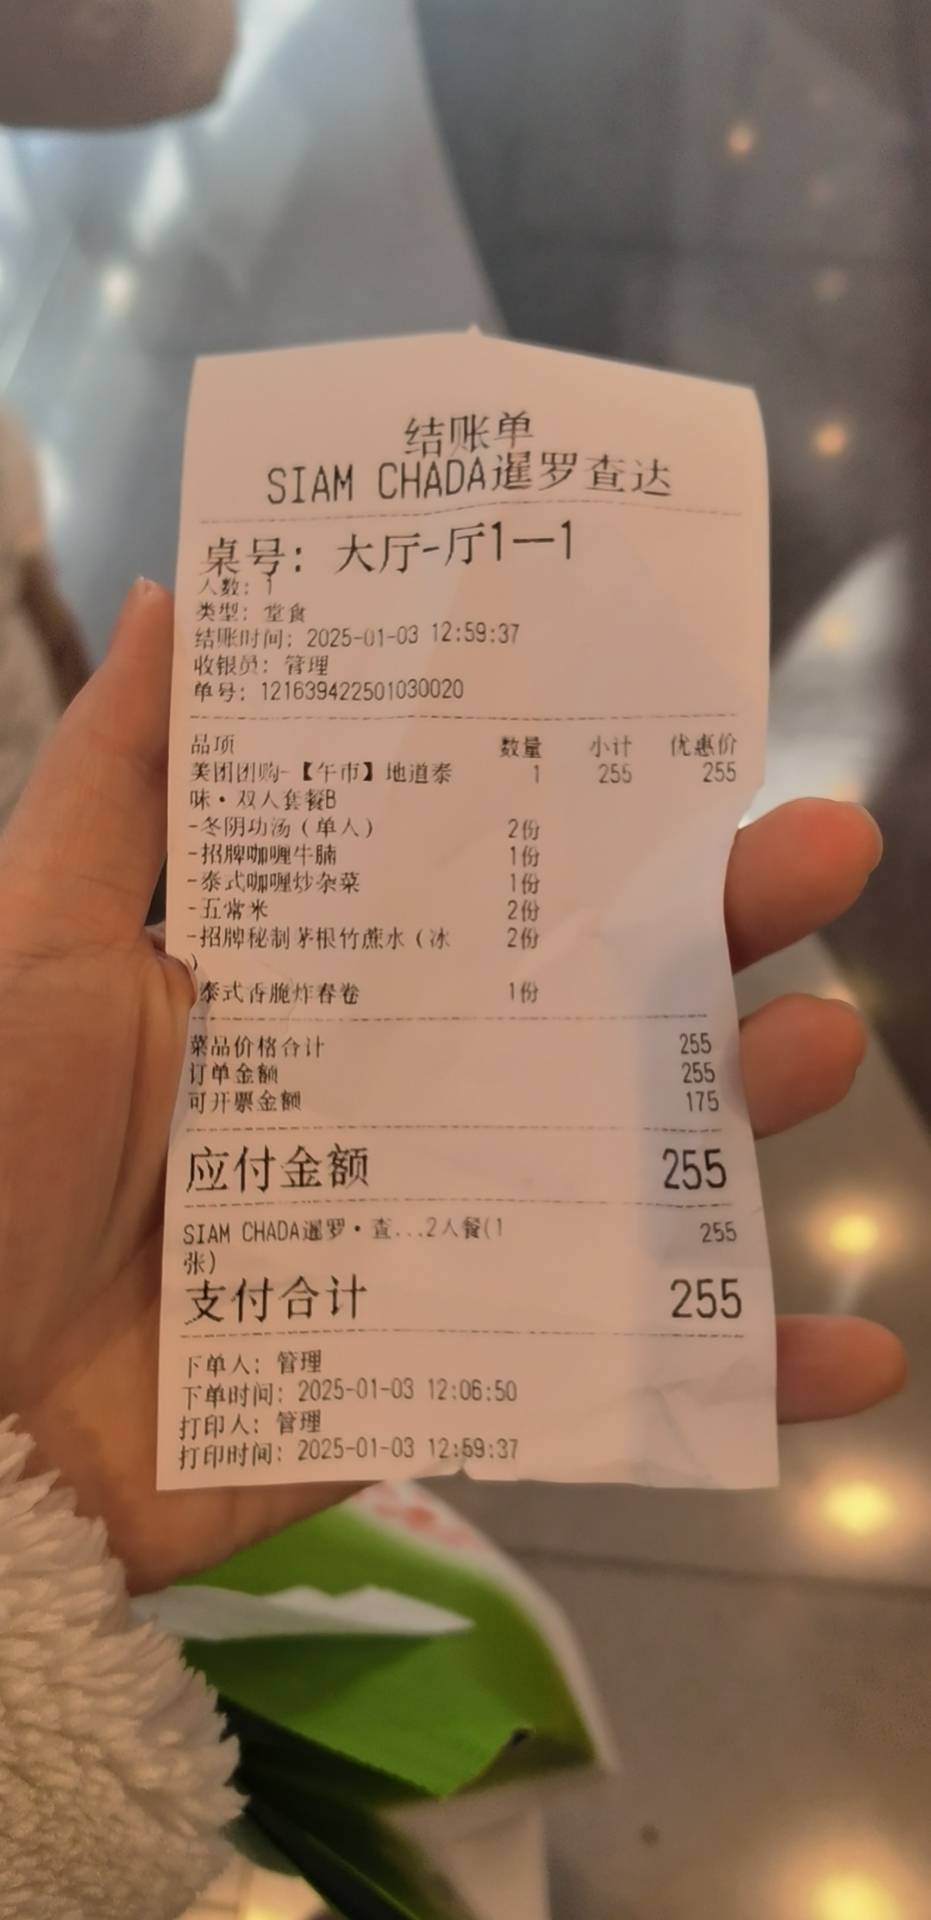 结账单
SIAM CHADA暹罗查达
桌号: 大厅-厅1—1
人数: 1
类型: 堂食
结账时间: 2025-01-03 12:59:37
收银员: 管理
单号: 121639422501030020
品项 数量 小计 优惠价
美团团购-【午市】地道泰 1 255 255
味·双人套餐B
-冬阴功汤(单人) 2份
-招牌咖喱牛腩 1份
-泰式咖喱炒杂菜 1份
-五常米 2份
-招牌秘制茅根竹蔗水(冰 2份
)
泰式香脆炸春卷 1份
菜品价格合计 255
订单金额 255
可开票金额 175
应付金额 255
SIAM CHADA暹罗·查...2人餐(1 255
张)
支付合计 255
下单人: 管理
下单时间: 2025-01-03 12:06:50
打印人: 管理
打印时间: 2025-01-03 12:59:37